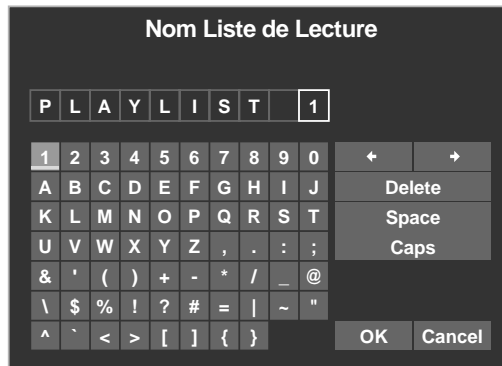 Nom Liste de Lecture
P L A Y L I S T 1
1 2 3 4 5 6 7 8 9 0
A B C D E F G H I J Delete
K L M N O P Q R S T Space
U V W X Y Z , . : ; Caps
& ' ( ) + - * / _ @
\ $ % ! ? # = | ~ "
^ ` < > [ ] { } OK Cancel